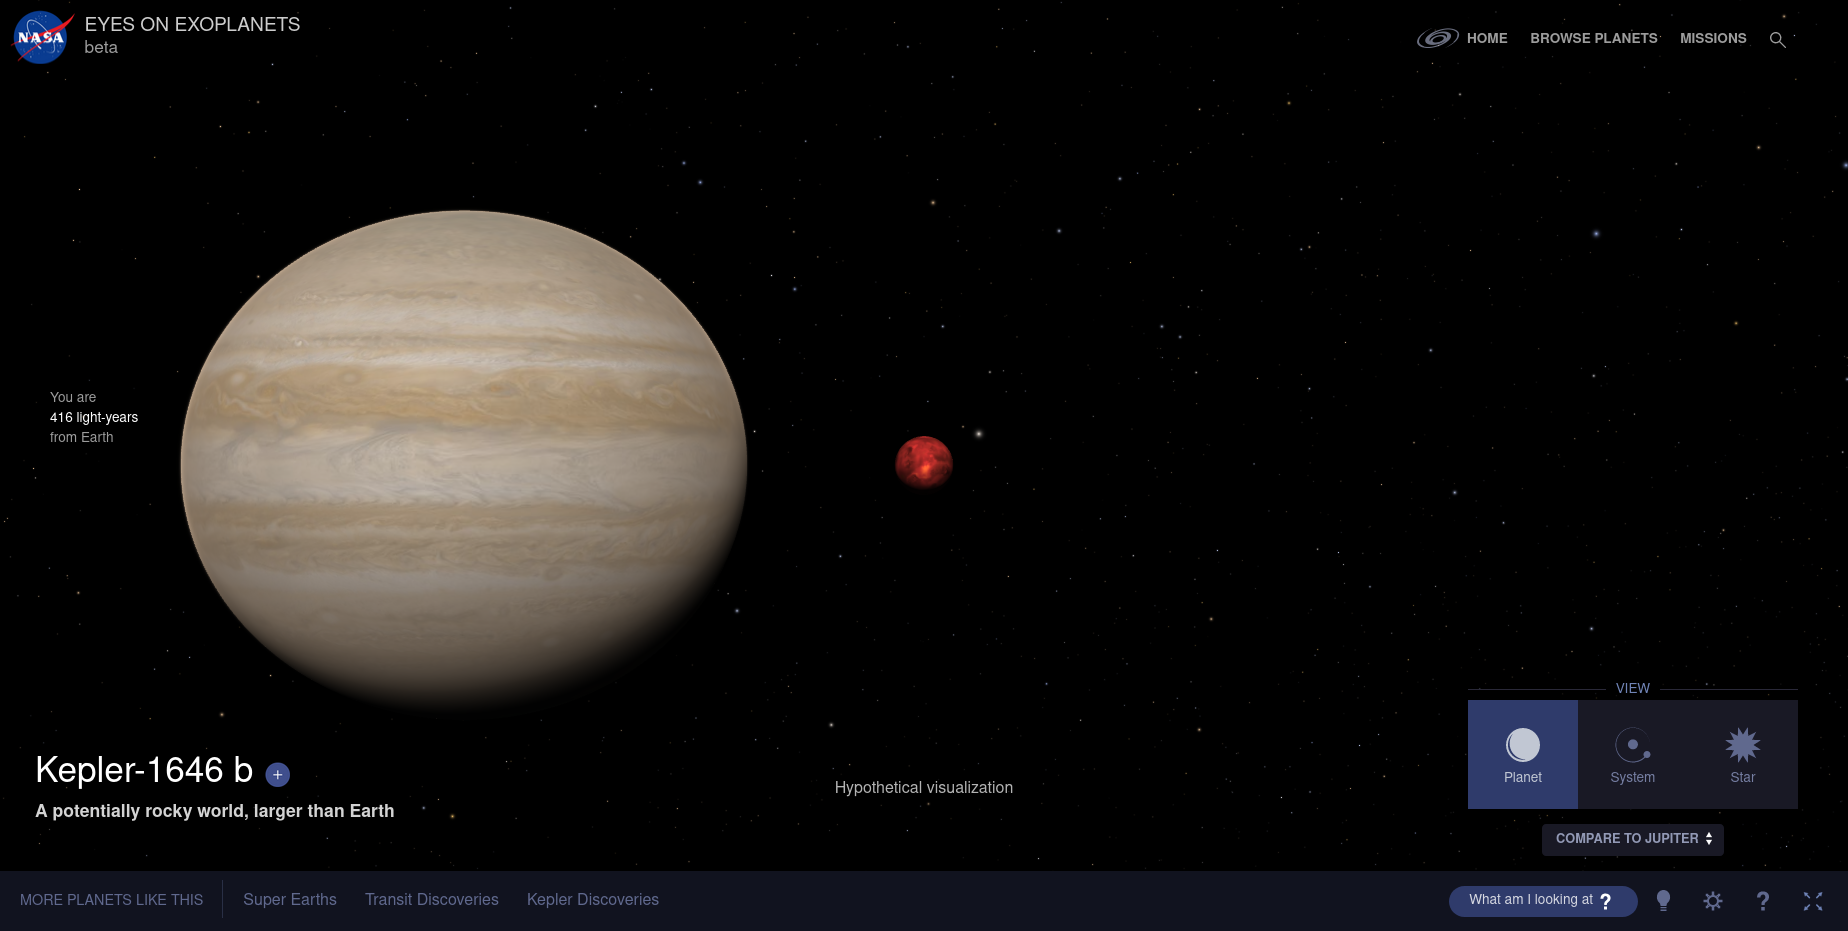 NASA
EYES ON EXOPLANETS
beta
HOME
BROWSE PLANETS
MISSIONS
You are
416 light-years
from Earth
Kepler-1646 b +
A potentially rocky world, larger than Earth
Hypothetical visualization
VIEW
Planet
System
Star
COMPARE TO JUPITER
MORE PLANETS LIKE THIS
Super Earths
Transit Discoveries
Kepler Discoveries
What am I looking at ?
?